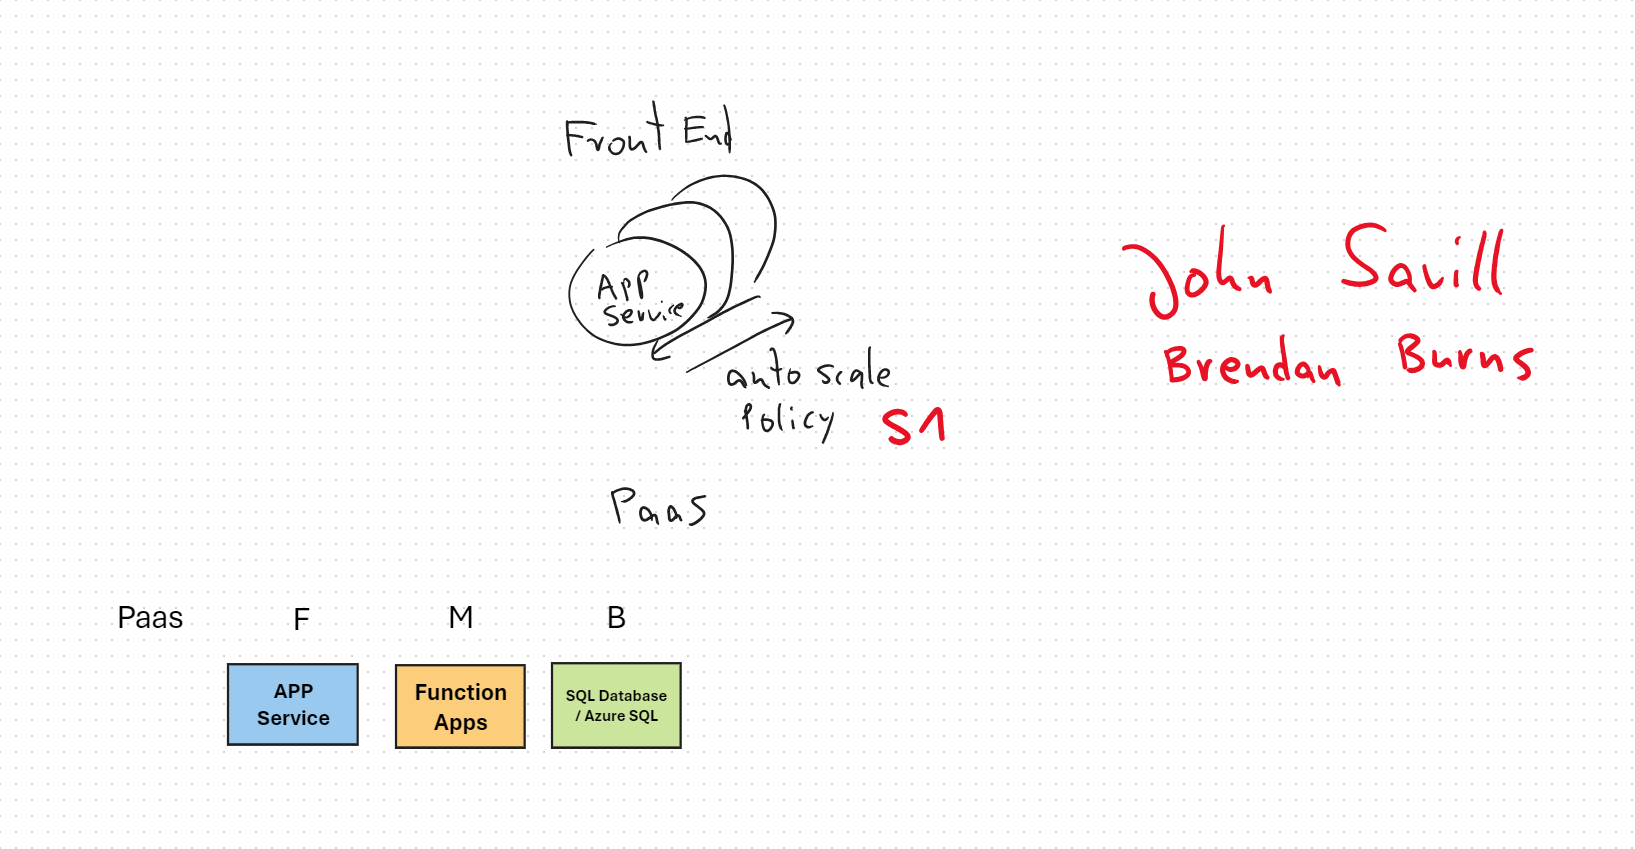 Front End
App
Service
auto scale
Policy S1
Paas
John Savill
Brendan Burns
Paas F M B
APP
Service
Function
Apps
SQL Database
/ Azure SQL